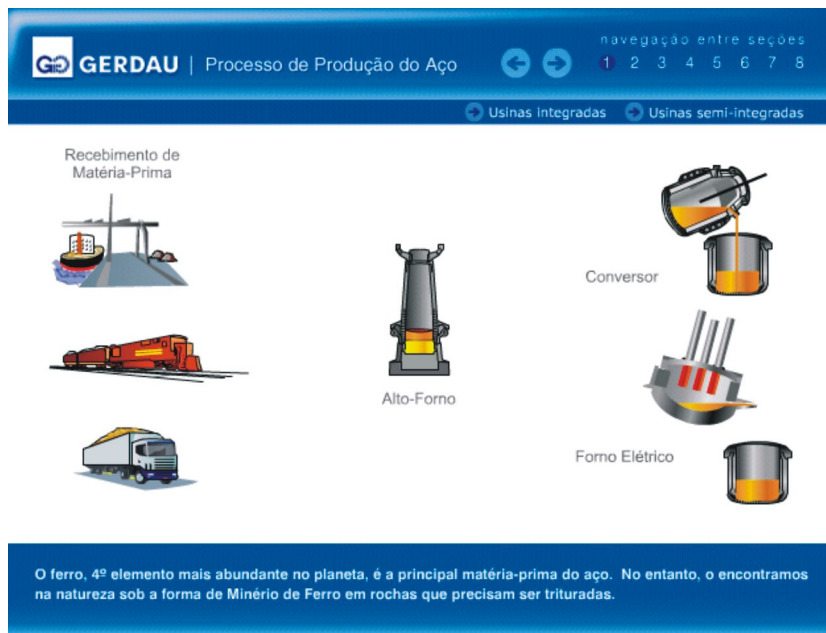 navegação entre seções
GERDAU | Processo de Produção do Aço
1 2 3 4 5 6 7 8
Usinas integradas Usinas semi-integradas
Recebimento de
Matéria-Prima
Conversor
Alto-Forno
Forno Elétrico
O ferro, 4º elemento mais abundante no planeta, é a principal matéria-prima do aço. No entanto, o encontramos
na natureza sob a forma de Minério de Ferro em rochas que precisam ser trituradas.